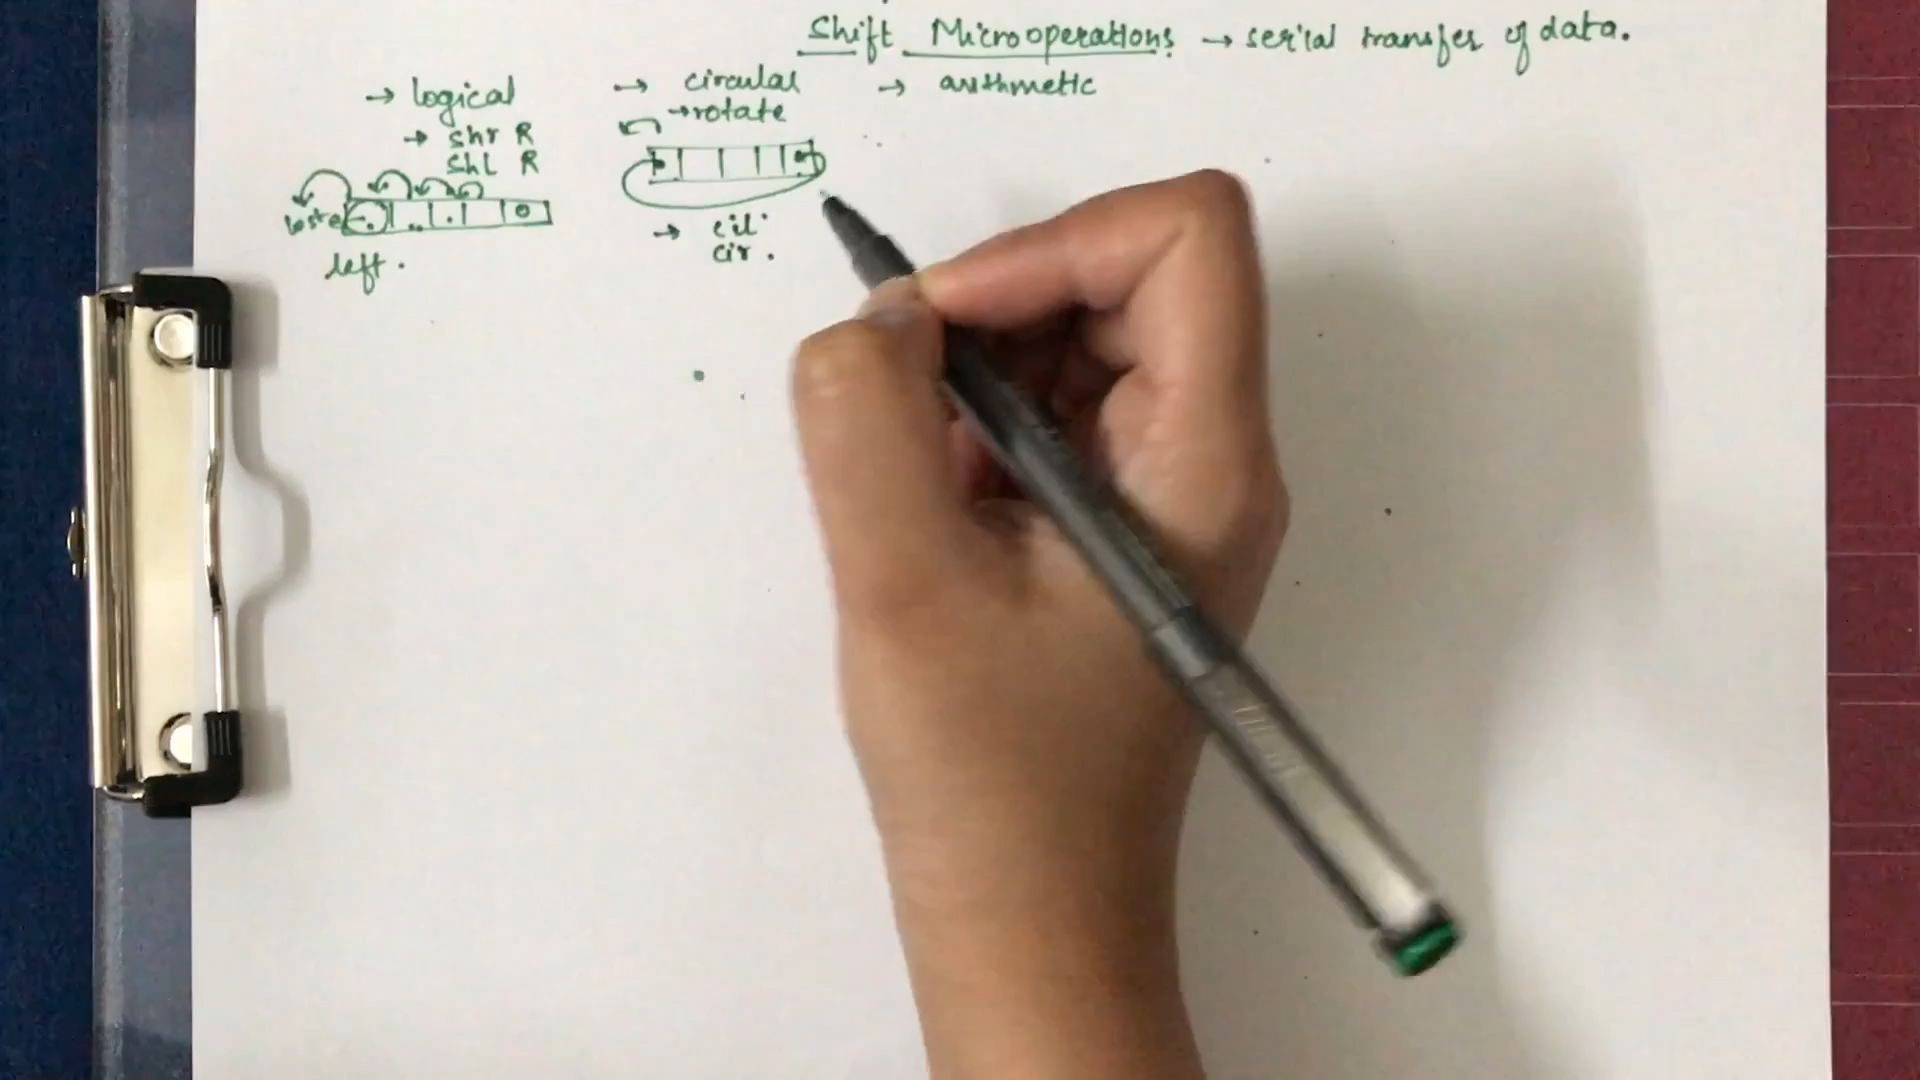 Shift Microoperations → serial transfer of data.
→ logical
→ shr R
shl R
lost
left.
→ circular
→ rotate
→ cil
cir.
→ arithmetic